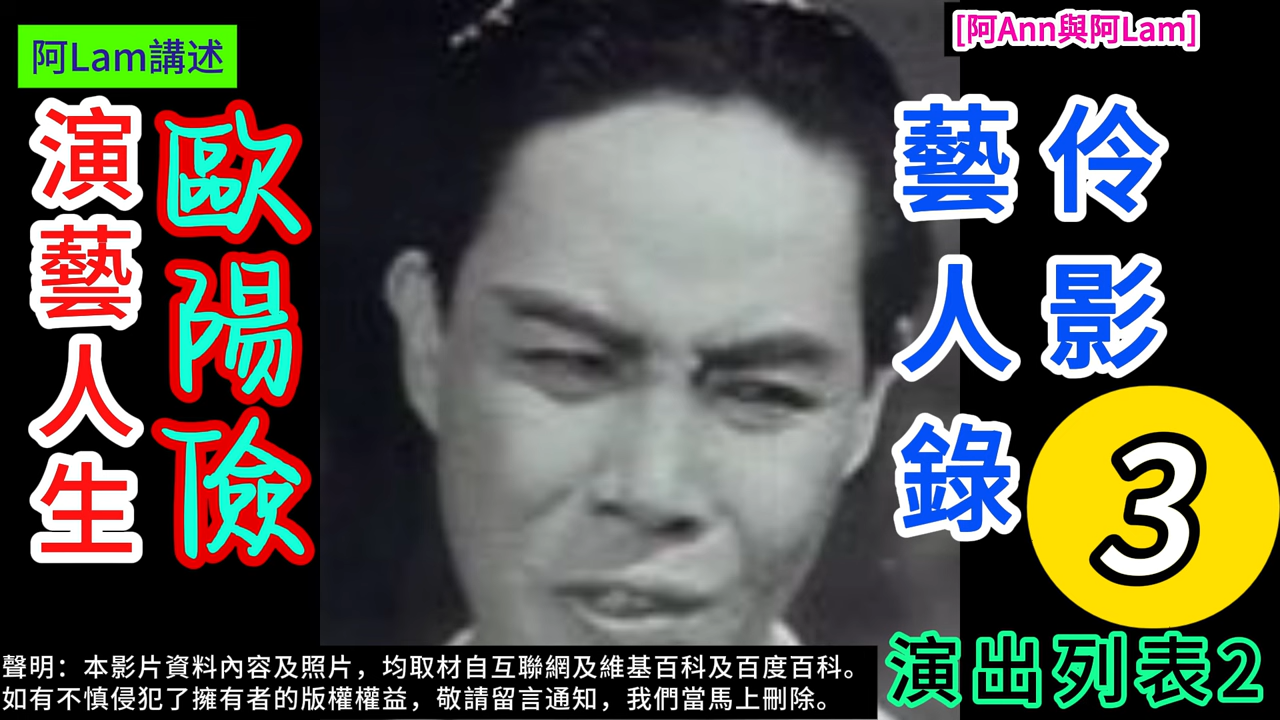 阿Lam講述
[阿Ann與阿Lam]
歐陽儉
演藝人生
伶影
藝人錄
3
演出列表2
聲明：本影片資料內容及照片，均取材自互聯網及維基百科及百度百科。
如有不慎侵犯了擁有者的版權權益，敬請留言通知，我們當馬上刪除。